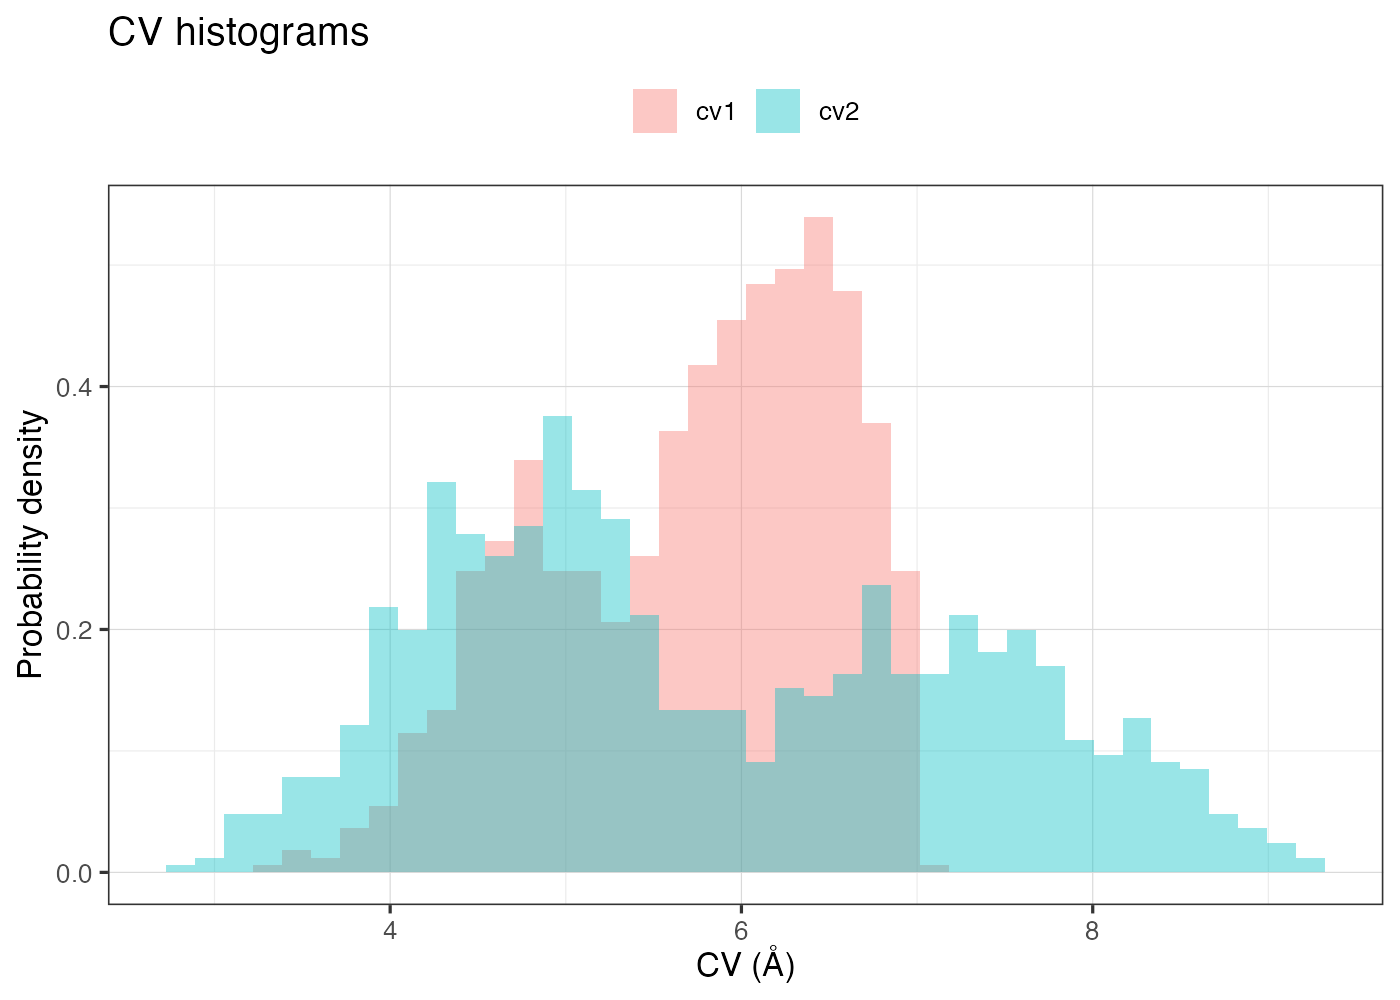 CV histograms
cv1 cv2
Probability density
0.4
0.2
0.0
4 6 8
CV (Å)